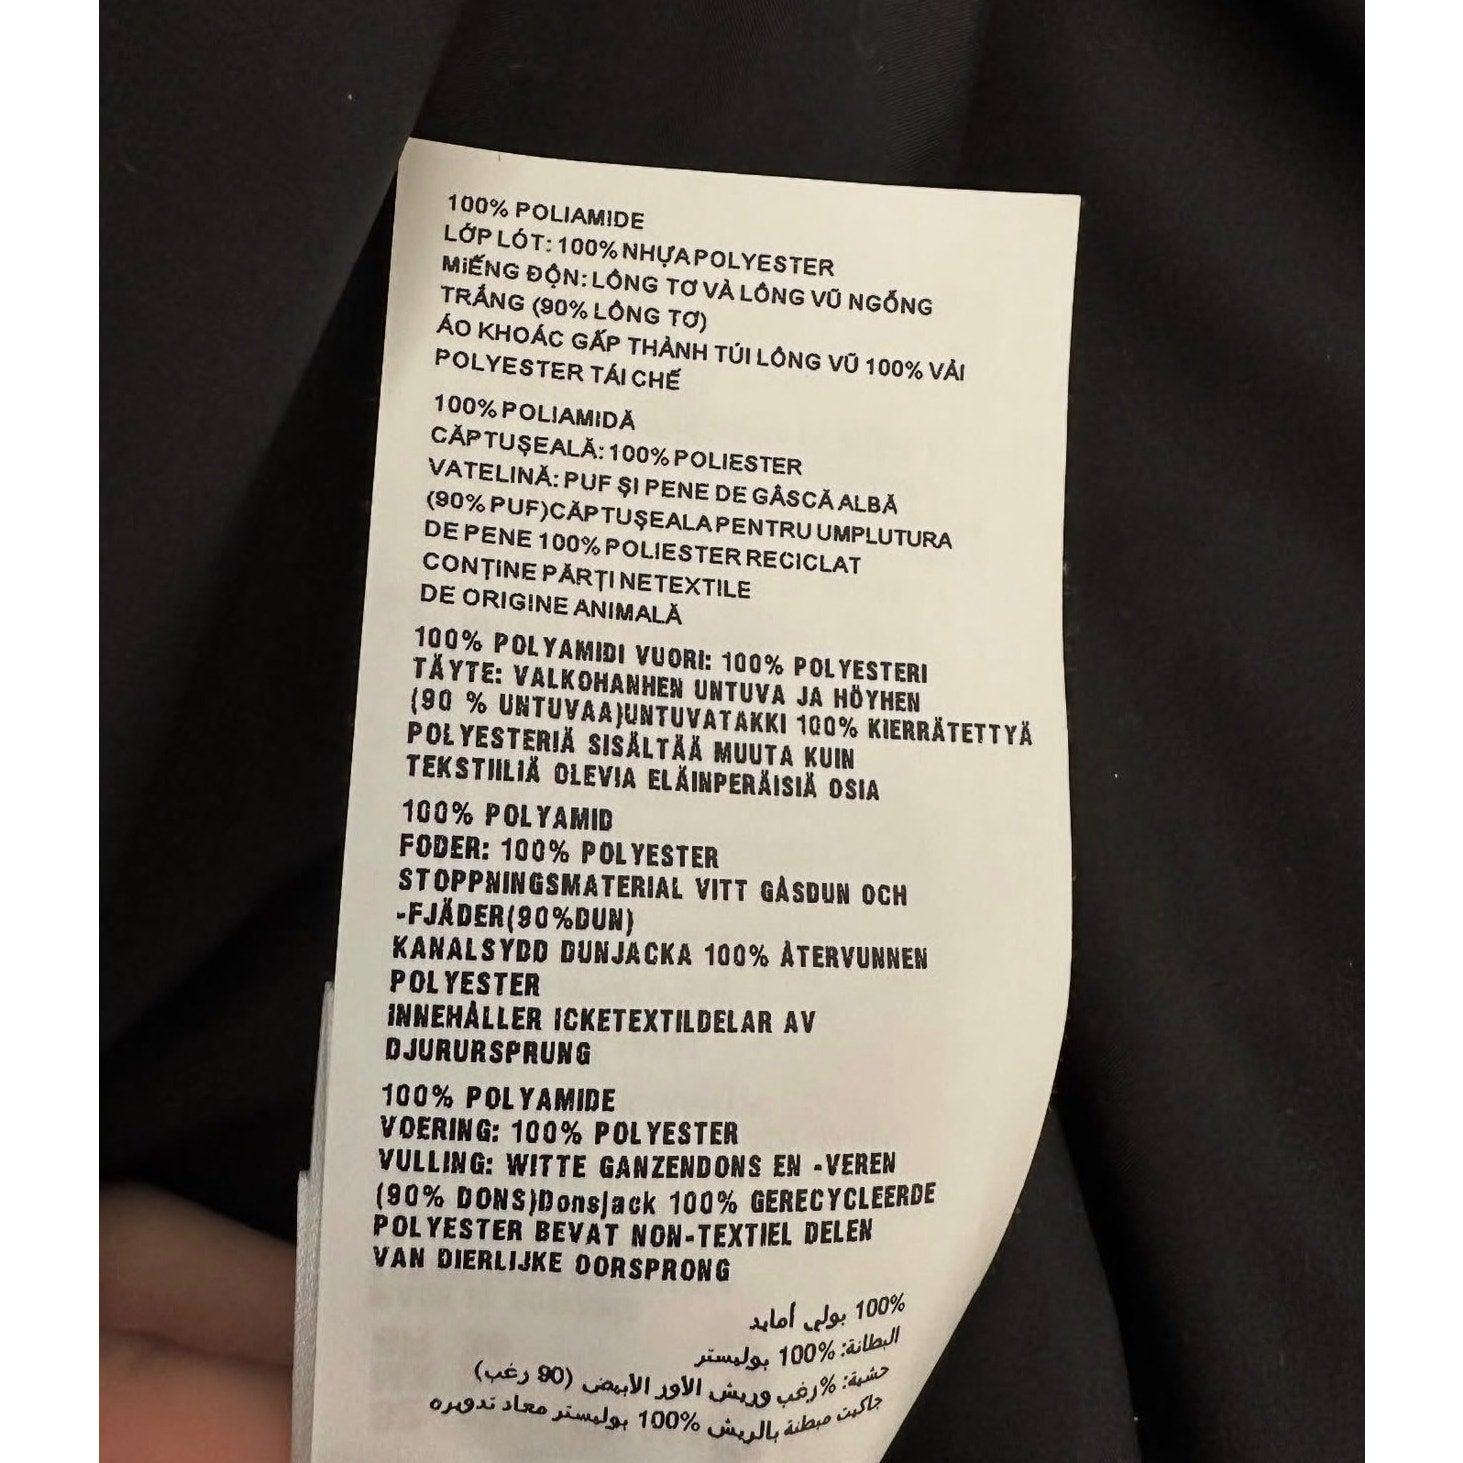 100% POLIAMIDE
LỚP LÓT: 100% NHỰA POLYESTER
MIẾNG ĐỘN: LÔNG TƠ VÀ LÔNG VŨ NGỖNG
TRẮNG (90% LÔNG TƠ)
ÁO KHOÁC GẤP THÀNH TÚI LÔNG VŨ 100% VẢI
POLYESTER TÁI CHẾ
100% POLIAMIDĂ
CĂPTUȘEALĂ: 100% POLIESTER
VATELINĂ: PUF ȘI PENE DE GÂSCĂ ALBĂ
(90% PUF)CĂPTUȘEALA PENTRU UMPLUTURA
DE PENE 100% POLIESTER RECICLAT
CONȚINE PĂRȚI NETEXTILE
DE ORIGINE ANIMALĂ
100% POLYAMIDI VUORI: 100% POLYESTERI
TÄYTE: VALKOHANHEN UNTUVA JA HÖYHEN
(90 % UNTUVAA)UNTUVATAKKI 100% KIERRÄTETTYÄ
POLYESTERIÄ SISÄLTÄÄ MUUTA KUIN
TEKSTIILIÄ OLEVIA ELÄINPERÄISIÄ OSIA
100% POLYAMID
FODER: 100% POLYESTER
STOPPNINGSMATERIAL VITT GÅSDUN OCH
-FJÄDER(90%DUN)
KANALSYDD DUNJACKA 100% ÅTERVUNNEN
POLYESTER
INNEHÅLLER ICKETEXTILDELAR AV
DJURURSPRUNG
100% POLYAMIDE
VOERING: 100% POLYESTER
VULLING: WITTE GANZENDONS EN -VEREN
(90% DONS)DonsJack 100% GERECYCLEERDE
POLYESTER BEVAT NON-TEXTIEL DELEN
VAN DIERLIJKE OORSPRONG
100% بولي أمايد
البطانة: %100 بوليستر
حشية: %رغب وريش الأور الأبيض (90 رغب)
جاكيت مبطنة بالريش %100 بوليستر معاد تدويره